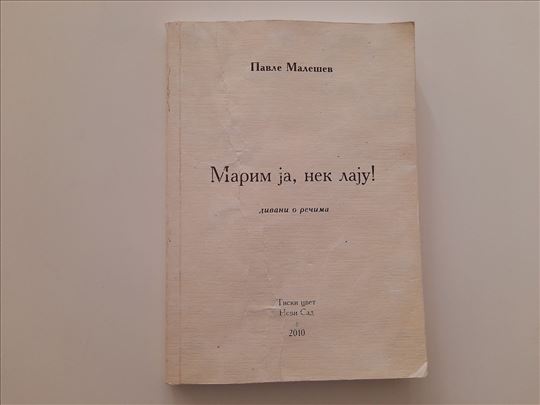 Павле Малешев
Марим ја, нек лају!
дивани о речима
Тиски цвет
Нови Сад
2010